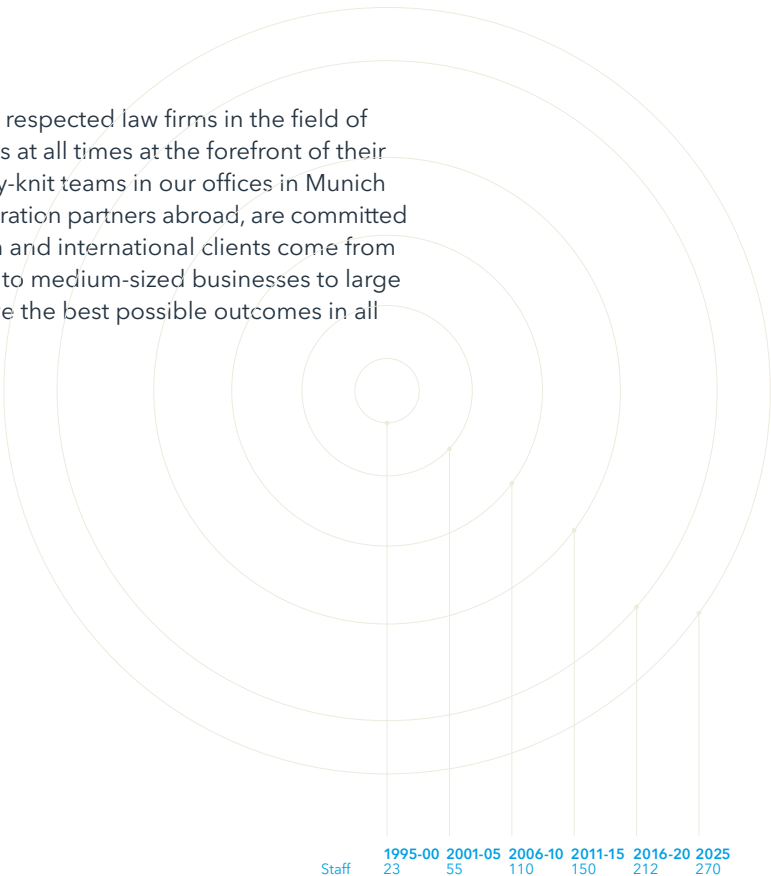 respected law firms in the field of
s at all times at the forefront of their
y-knit teams in our offices in Munich
ration partners abroad, are committed
n and international clients come from
to medium-sized businesses to large
e the best possible outcomes in all
1995-00 2001-05 2006-10 2011-15 2016-20 2025
Staff 23 55 110 150 212 270